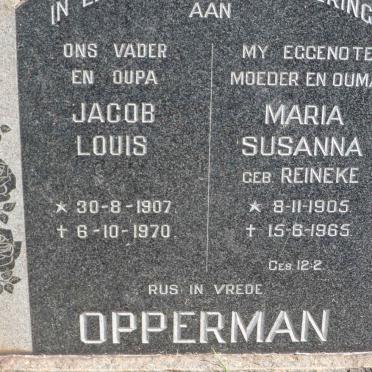 IN
AAN
ONS VADER
EN OUPA
JACOB
LOUIS
★ 30-8-1907
† 6-10-1970
MY EGGENOTE
MOEDER EN OUMA
MARIA
SUSANNA
GEB. REINEKE
★ 8-11-1905
† 15-6-1965
GES. 12:2
RUS IN VREDE
OPPERMAN